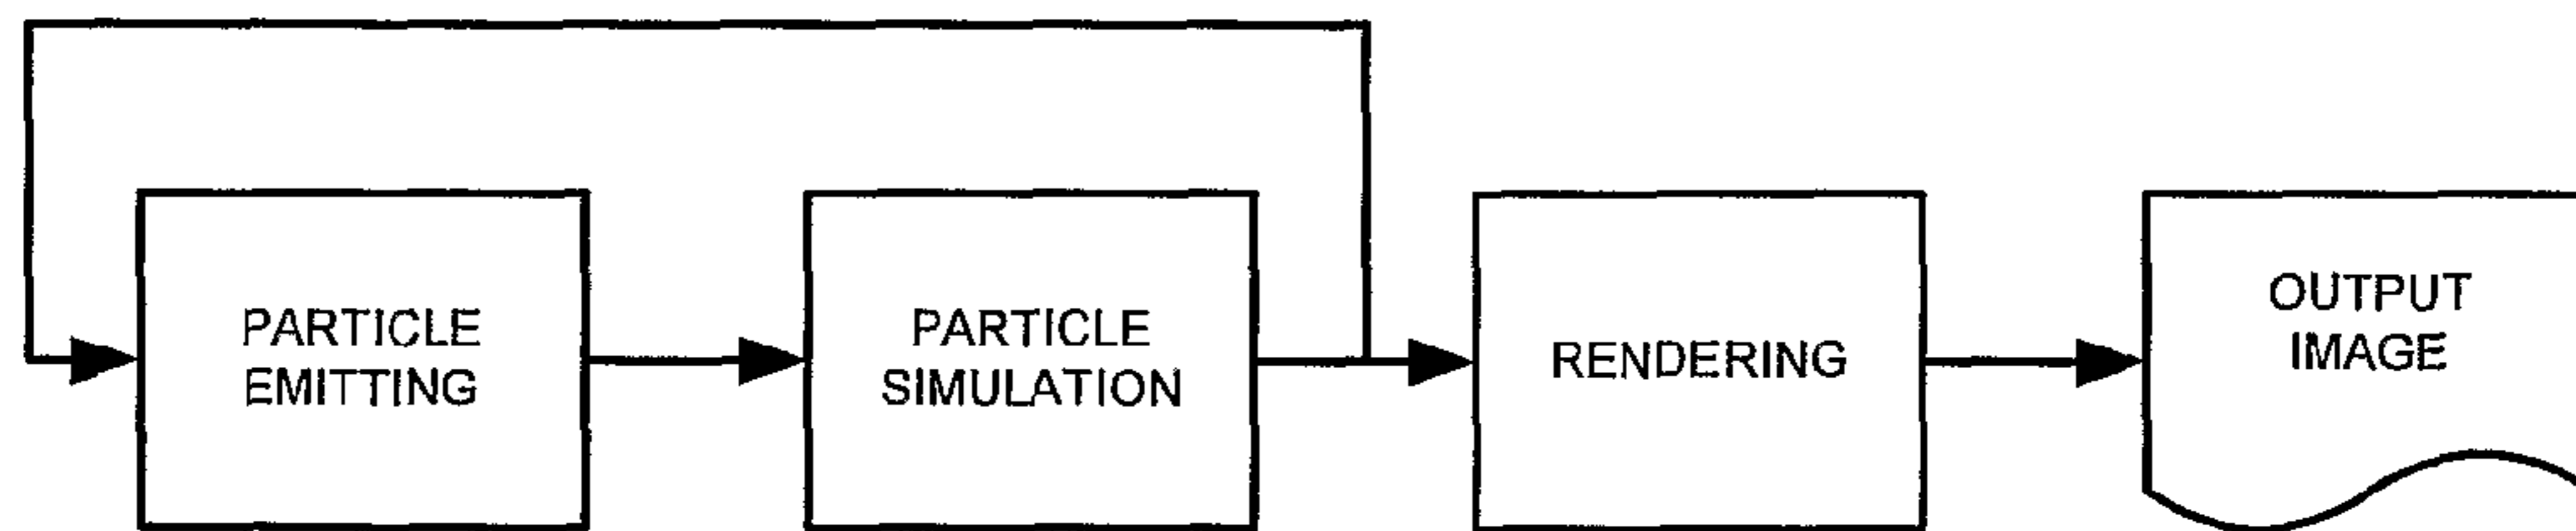 PARTICLE
EMITTING
PARTICLE
SIMULATION
RENDERING
OUTPUT
IMAGE